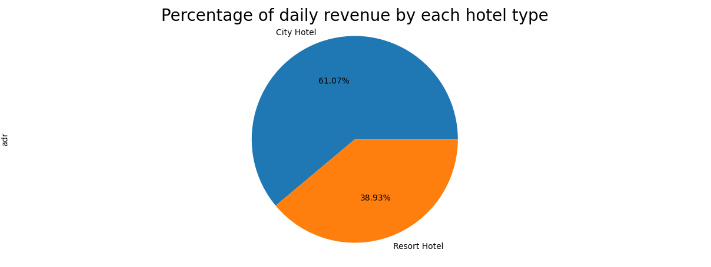 Percentage of daily revenue by each hotel type
City Hotel
61.07%
adr
38.93%
Resort Hotel